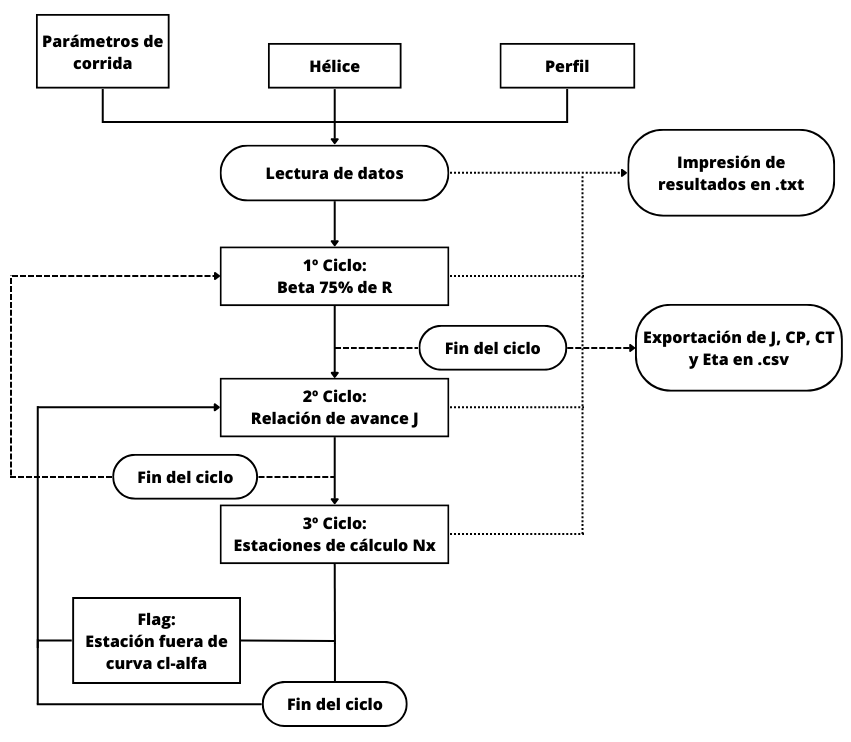 Parámetros de
corrida
Hélice
Perfil
Lectura de datos
Impresión de
resultados en .txt
1º Ciclo:
Beta 75% de R
Fin del ciclo
Exportación de J, CP, CT
y Eta en .csv
2º Ciclo:
Relación de avance J
Fin del ciclo
3º Ciclo:
Estaciones de cálculo Nx
Flag:
Estación fuera de
curva cl-alfa
Fin del ciclo